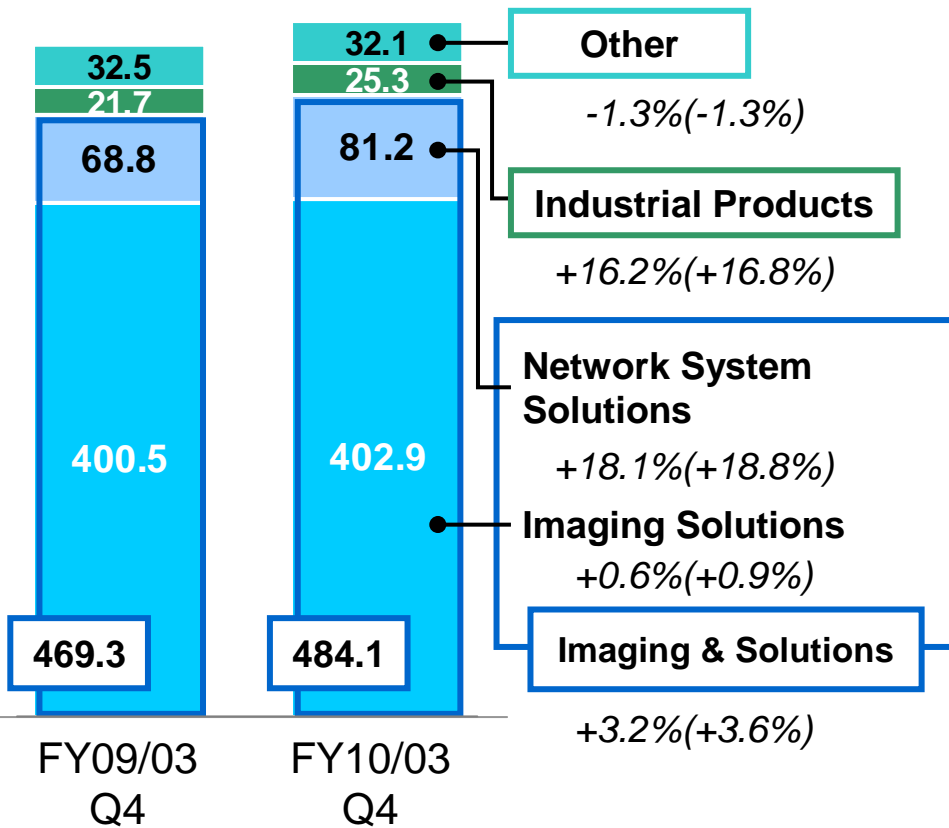 32.5
21.7
68.8
400.5
469.3
FY09/03
Q4
32.1
25.3
81.2
402.9
484.1
FY10/03
Q4
Other
-1.3%(-1.3%)
Industrial Products
+16.2%(+16.8%)
Network System
Solutions
+18.1%(+18.8%)
Imaging Solutions
+0.6%(+0.9%)
Imaging & Solutions
+3.2%(+3.6%)